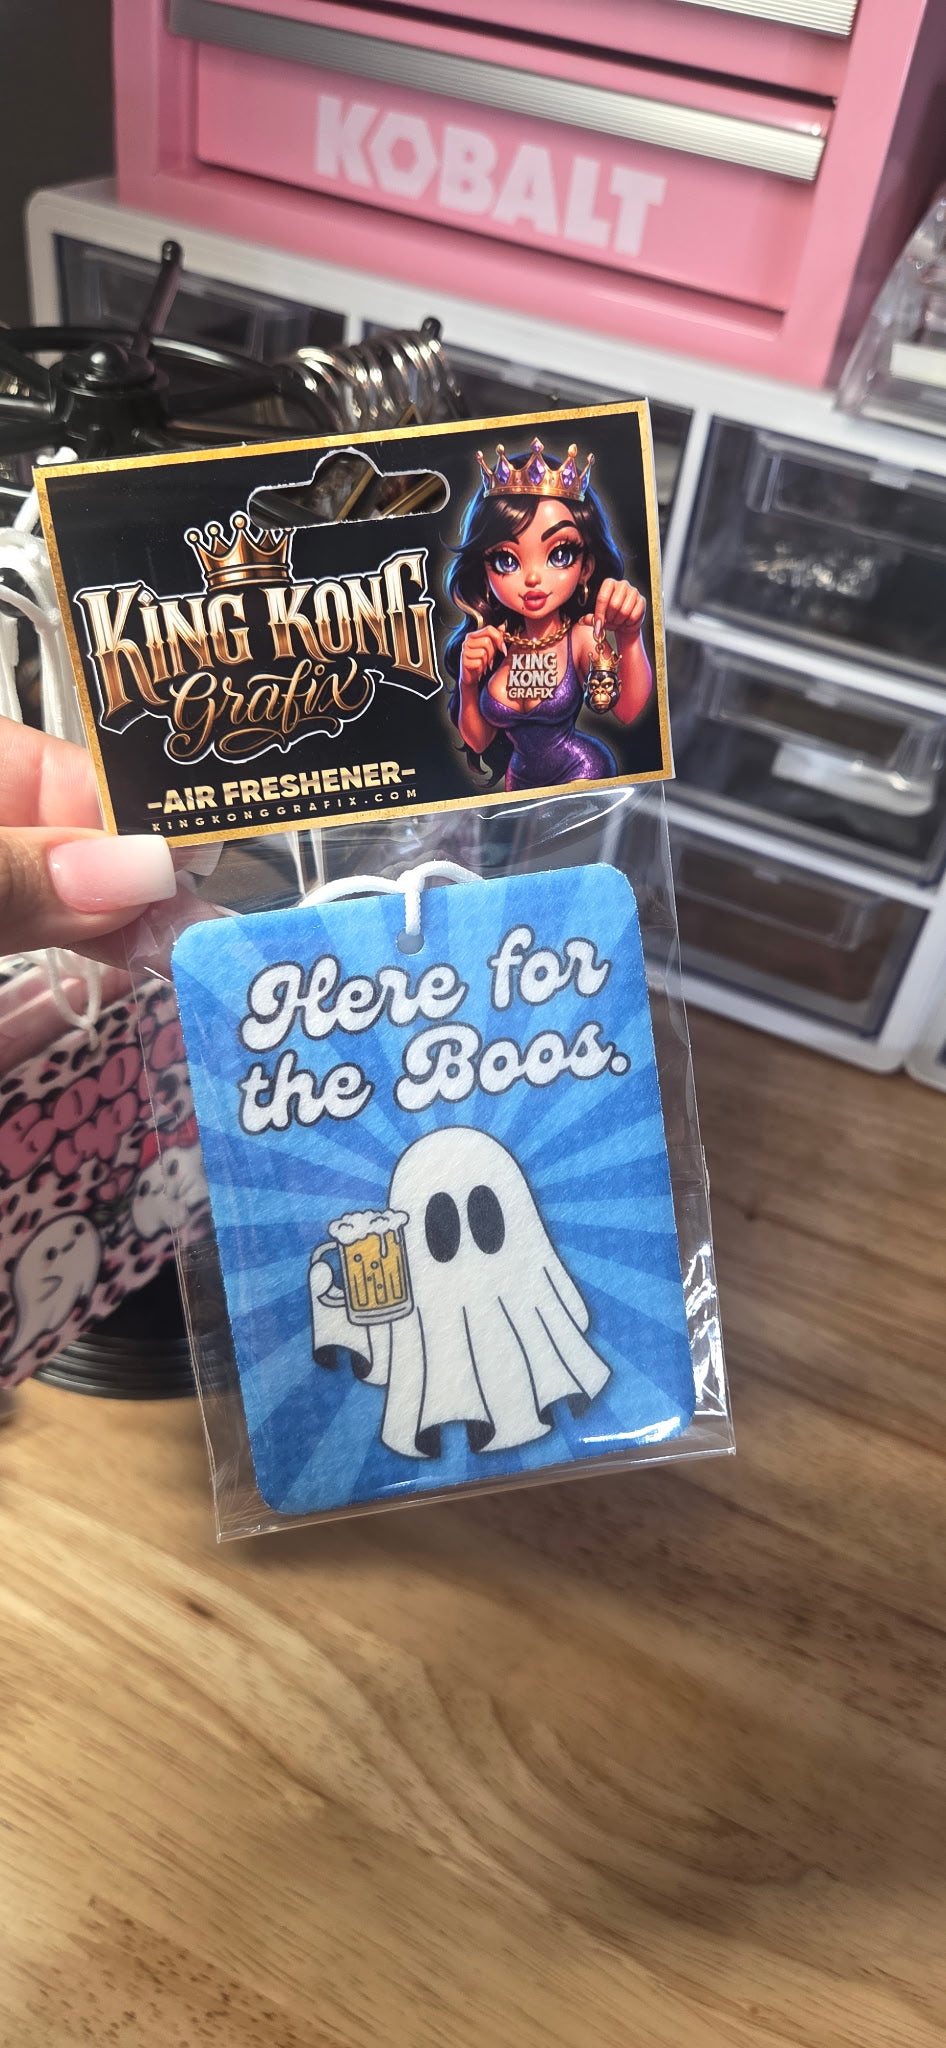 KOBALT
KING KONG
Grafix
-AIR FRESHENER-
KINGKONGGRAFIX.COM
KING
KONG
GRAFIX
Here for
the Boos.